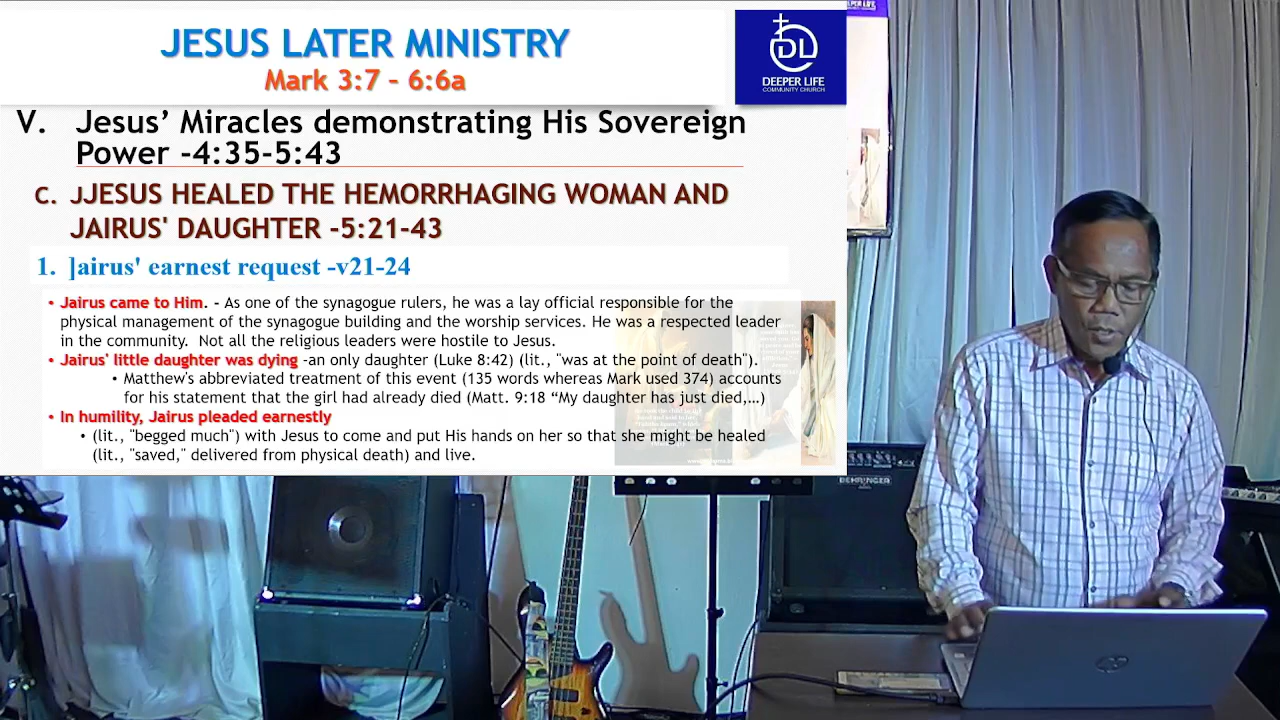 JESUS LATER MINISTRY
Mark 3:7 – 6:6a
DL
DEEPER LIFE
COMMUNITY CHURCH
V. Jesus’ Miracles demonstrating His Sovereign
Power –4:35-5:43
C. JJESUS HEALED THE HEMORRHAGING WOMAN AND
JAIRUS' DAUGHTER –5:21-43
1. ]airus' earnest request -v21-24
• Jairus came to Him. - As one of the synagogue rulers, he was a lay official responsible for the
physical management of the synagogue building and the worship services. He was a respected leader
in the community. Not all the religious leaders were hostile to Jesus.
• Jairus' little daughter was dying -an only daughter (Luke 8:42) (lit., "was at the point of death").
• Matthew's abbreviated treatment of this event (135 words whereas Mark used 374) accounts
for his statement that the girl had already died (Matt. 9:18 “My daughter has just died,…)
• In humility, Jairus pleaded earnestly
• (lit., "begged much") with Jesus to come and put His hands on her so that she might be healed
(lit., "saved," delivered from physical death) and live.
BEHRINGER
hp